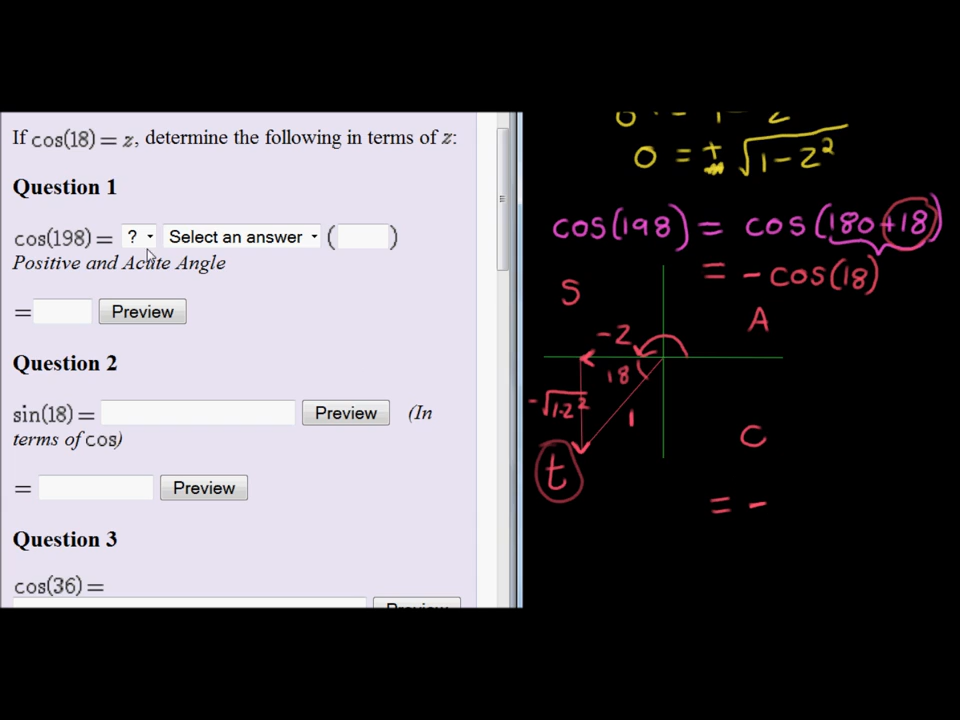 If cos(18) = z, determine the following in terms of z:
Question 1
cos(198) = ? Select an answer ( )
Positive and Acute Angle
= Preview
Question 2
sin(18) = Preview (In
terms of cos)
= Preview
Question 3
cos(36) =
Preview
0 = ± √1-z²
cos(198) = cos(180+18)
= -cos(18)
S
A
-z
18
-√1-z²
1
C
t
= -